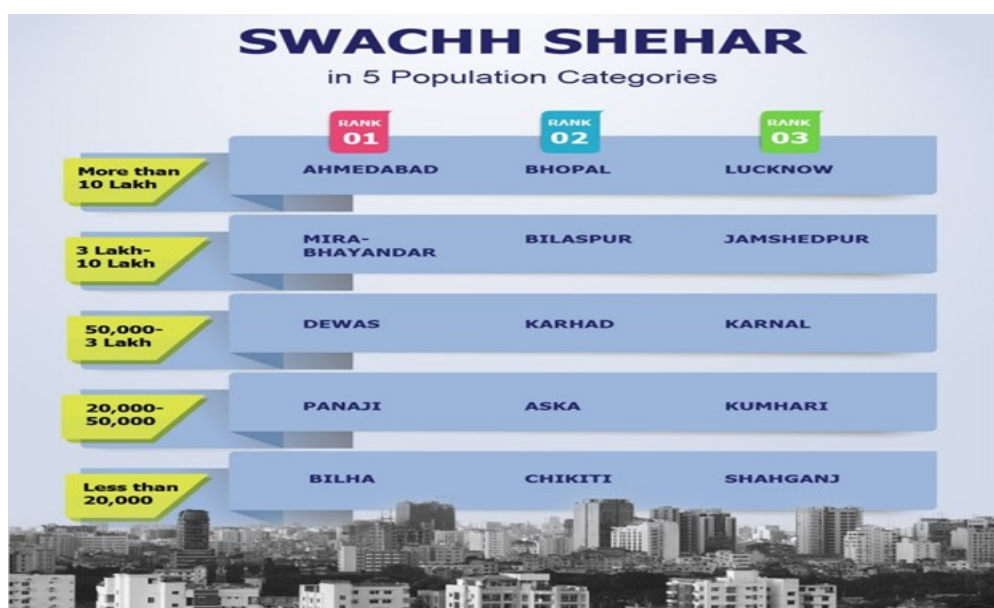 SWACHH SHEHAR
in 5 Population Categories
RANK 01
RANK 02
RANK 03
More than
10 Lakh
AHMEDABAD
BHOPAL
LUCKNOW
3 Lakh-
10 Lakh
MIRA-
BHAYANDAR
BILASPUR
JAMSHEDPUR
50,000-
3 Lakh
DEWAS
KARHAD
KARNAL
20,000-
50,000
PANAJI
ASKA
KUMHARI
Less than
20,000
BILHA
CHIKITI
SHAHGANJ